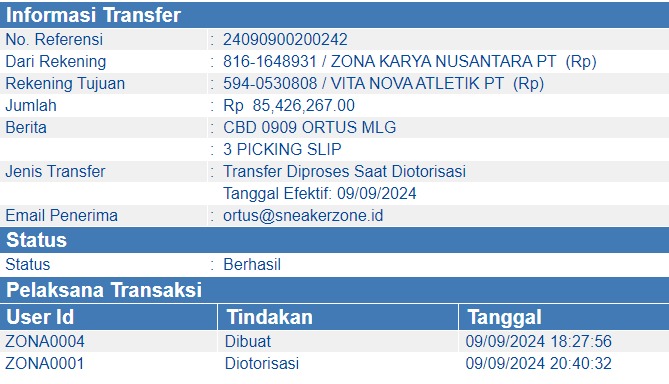 Informasi Transfer
No. Referensi : 24090900200242
Dari Rekening : 816-1648931 / ZONA KARYA NUSANTARA PT (Rp)
Rekening Tujuan : 594-0530808 / VITA NOVA ATLETIK PT (Rp)
Jumlah : Rp 85,426,267.00
Berita : CBD 0909 ORTUS MLG
: 3 PICKING SLIP
Jenis Transfer : Transfer Diproses Saat Diotorisasi
Tanggal Efektif: 09/09/2024
Email Penerima : ortus@sneakerzone.id
Status
Status : Berhasil
Pelaksana Transaksi
User Id Tindakan Tanggal
ZONA0004 Dibuat 09/09/2024 18:27:56
ZONA0001 Diotorisasi 09/09/2024 20:40:32